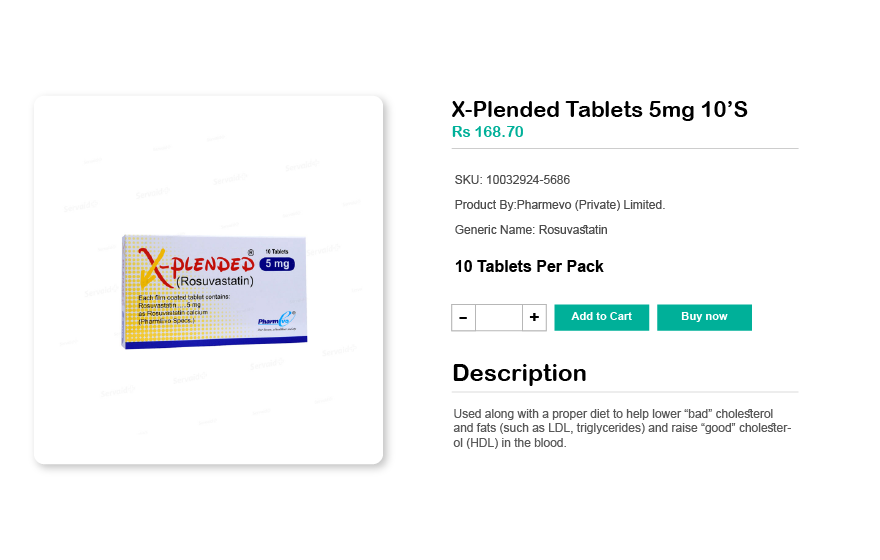 X-Plended Tablets 5mg 10’S
Rs 168.70
SKU: 10032924-5686
Product By:Pharmevo (Private) Limited.
Generic Name: Rosuvastatin
10 Tablets Per Pack
- +
Add to Cart
Buy now
Description
Used along with a proper diet to help lower “bad” cholesterol
and fats (such as LDL, triglycerides) and raise “good” cholester-
ol (HDL) in the blood.
10 Tablets
X-PLENDED® 5 mg
(Rosuvastatin)
Each film coated tablet contains:
Rosuvastatin ... 5 mg
as Rosuvastatin calcium
(PharmEvo Specs.)
PharmEvo